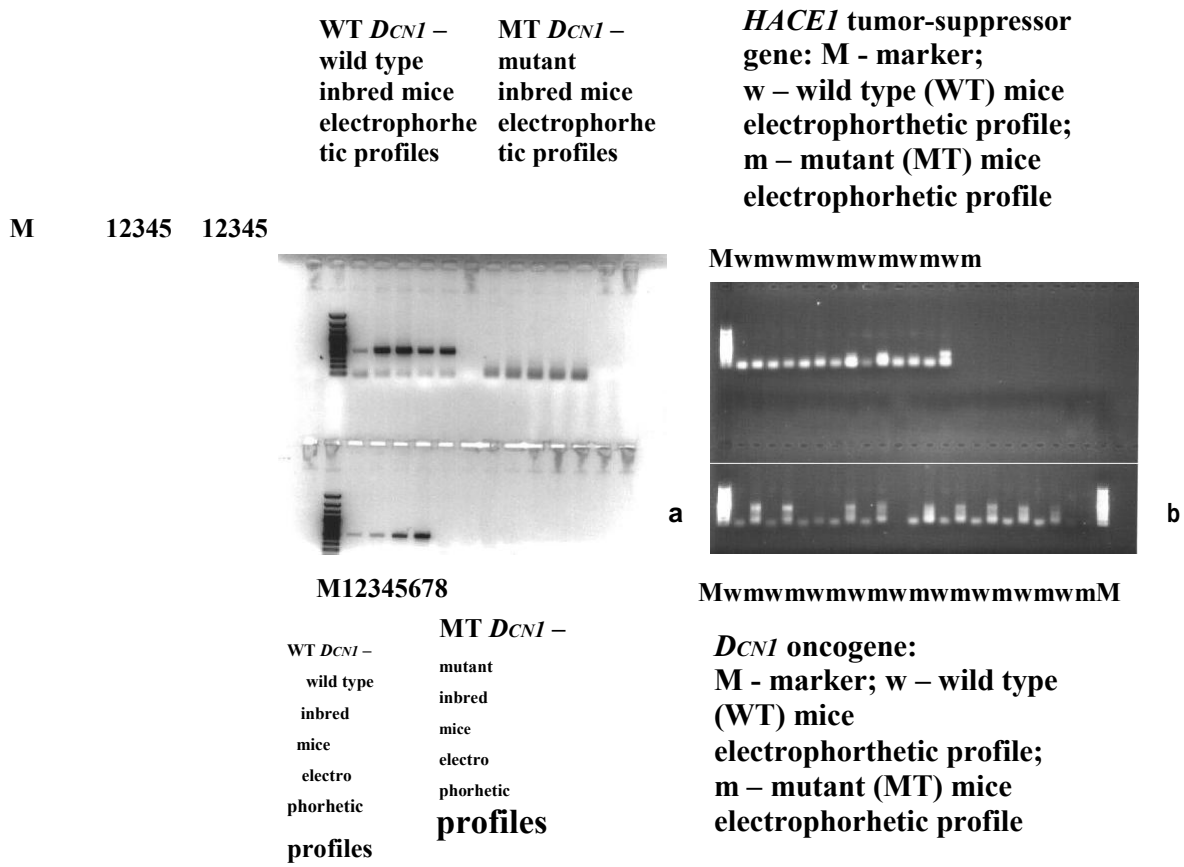 WT DCN1 –
wild type
inbred mice
electrophorhe
tic profiles
MT DCN1 –
mutant
inbred mice
electrophorhe
tic profiles
HACE1 tumor-suppressor
gene: M - marker;
w – wild type (WT) mice
electrophorthetic profile;
m – mutant (MT) mice
electrophorhetic profile
M 12345 12345
Mwmwmwmwmwmwm
a
b
M12345678
Mwmwmwmwmwmwmwmwmwmwm​M
WT DCN1 –
wild type
inbred
mice
electro
phorhetic
profiles
MT DCN1 –
mutant
inbred
mice
electro
phorhetic
profiles
DCN1 oncogene:
M - marker; w – wild type
(WT) mice
electrophorthetic profile;
m – mutant (MT) mice
electrophorhetic profile